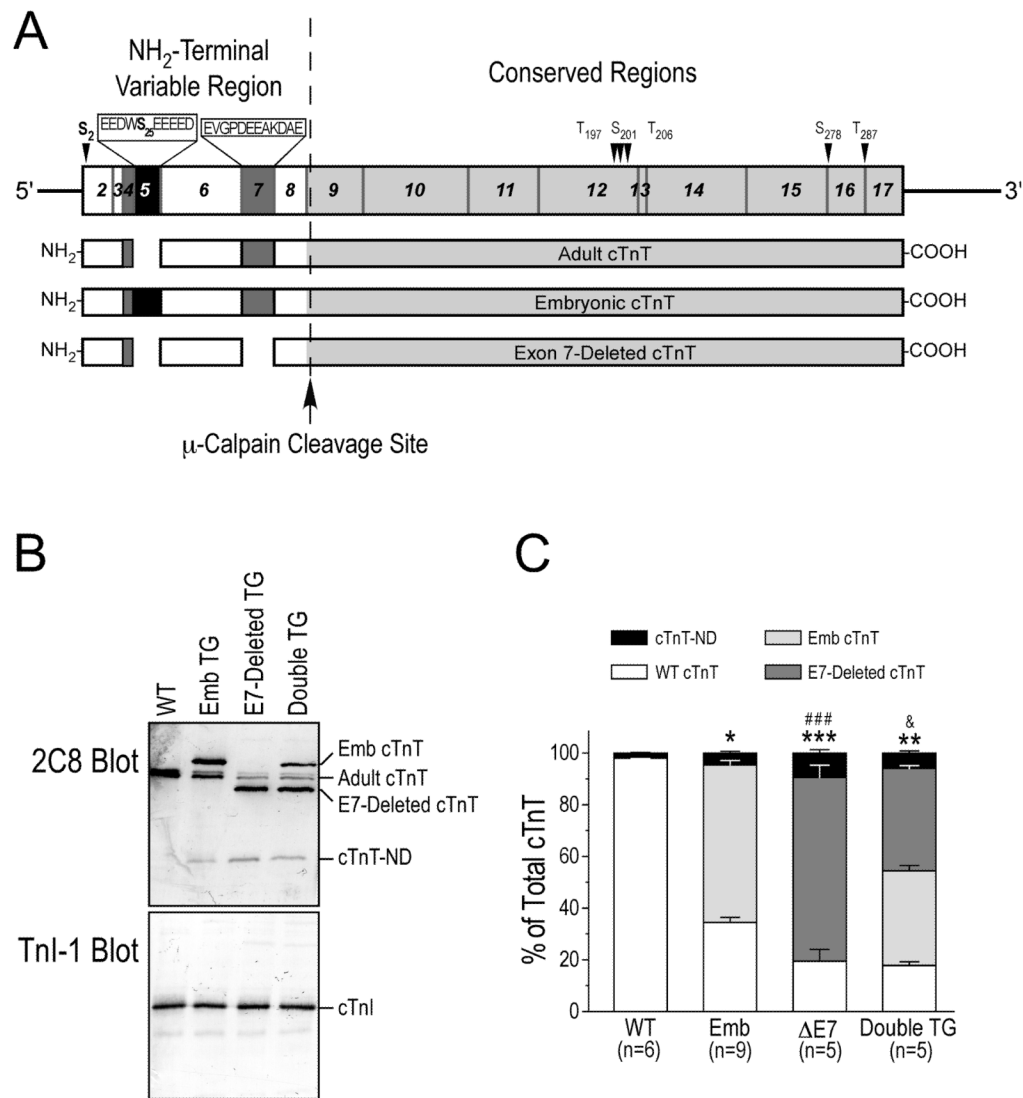 A
NH2-Terminal
Variable Region
Conserved Regions
S2
EEDWS25EEEED
EVGPDEEAKDAE
T197 S201 T206
S278 T287
5' 2 3 4 5 6 7 8 9 10 11 12 13 14 15 16 17 3'
NH2- Adult cTnT -COOH
NH2- Embryonic cTnT -COOH
NH2- Exon 7-Deleted cTnT -COOH
μ-Calpain Cleavage Site
B
WT
Emb TG
E7-Deleted TG
Double TG
2C8 Blot
Emb cTnT
Adult cTnT
E7-Deleted cTnT
cTnT-ND
TnI-1 Blot
cTnI
C
cTnT-ND
Emb cTnT
WT cTnT
E7-Deleted cTnT
% of Total cTnT
100
80
60
40
20
0
*
###
***
&
**
WT
(n=6)
Emb
(n=9)
ΔE7
(n=5)
Double TG
(n=5)